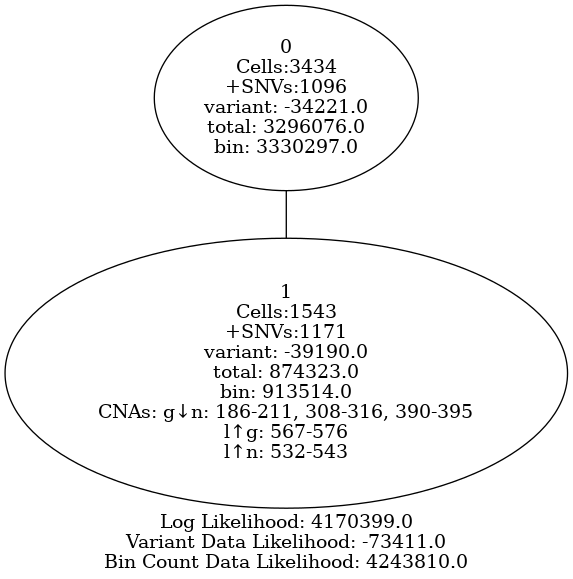 0
Cells:3434
+SNVs:1096
variant: -34221.0
total: 3296076.0
bin: 3330297.0
1
Cells:1543
+SNVs:1171
variant: -39190.0
total: 874323.0
bin: 913514.0
CNAs: g↓n: 186-211, 308-316, 390-395
l↑g: 567-576
l↑n: 532-543
Log Likelihood: 4170399.0
Variant Data Likelihood: -73411.0
Bin Count Data Likelihood: 4243810.0